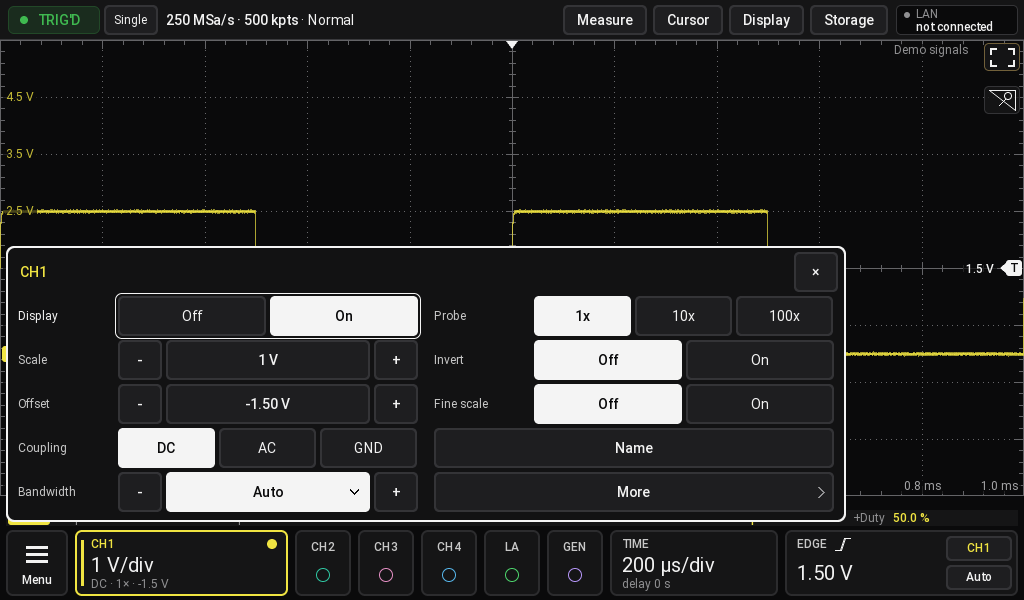 TRIG'D
Single
250 MSa/s · 500 kpts · Normal
Measure
Cursor
Display
Storage
LAN
not connected
Demo signals
4.5 V
3.5 V
2.5 V
1.5 V
T
CH1
×
Display
Off
On
Probe
1x
10x
100x
Scale
-
1 V
+
Invert
Off
On
Offset
-
-1.50 V
+
Fine scale
Off
On
Coupling
DC
AC
GND
Name
Bandwidth
-
Auto
+
More
0.8 ms
1.0 ms
+Duty 50.0 %
Menu
CH1
1 V/div
DC · 1× · -1.5 V
CH2
CH3
CH4
LA
GEN
TIME
200 µs/div
delay 0 s
EDGE
1.50 V
CH1
Auto